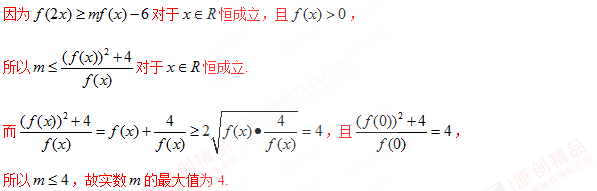 因为 f(2x) ≥ mf(x) − 6 对于 x ∈ R 恒成立，且 f(x) > 0，
所以 m ≤ ((f(x))² + 4)/f(x) 对于 x ∈ R 恒成立.
而 ((f(x))² + 4)/f(x) = f(x) + 4/f(x) ≥ 2√(f(x)•4/f(x)) = 4，且 ((f(0))² + 4)/f(0) = 4，
所以 m ≤ 4，故实数 m 的最大值为 4.